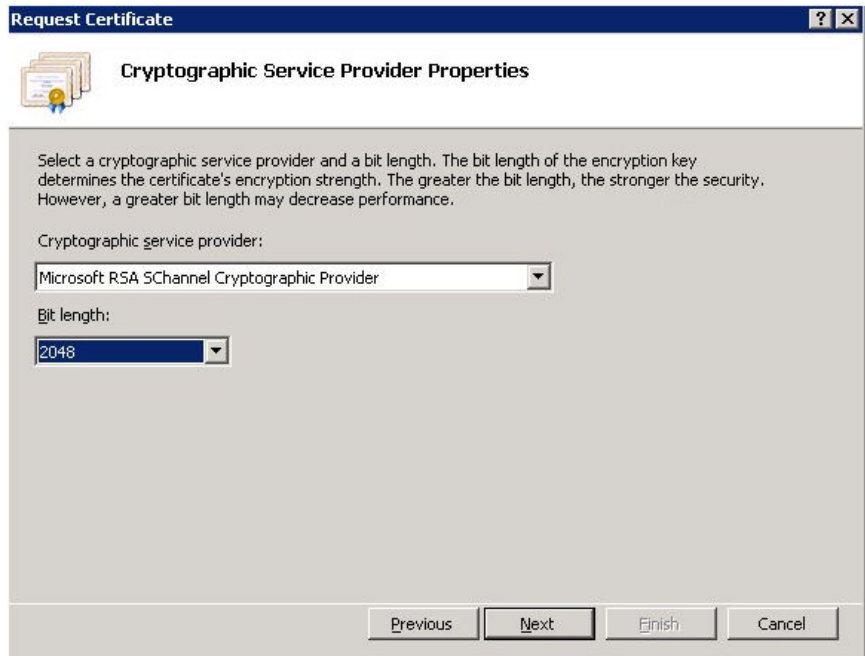 Request Certificate
Cryptographic Service Provider Properties
Select a cryptographic service provider and a bit length. The bit length of the encryption key
determines the certificate's encryption strength. The greater the bit length, the stronger the security.
However, a greater bit length may decrease performance.
Cryptographic service provider:
Microsoft RSA SChannel Cryptographic Provider
Bit length:
2048
Previous Next Finish Cancel